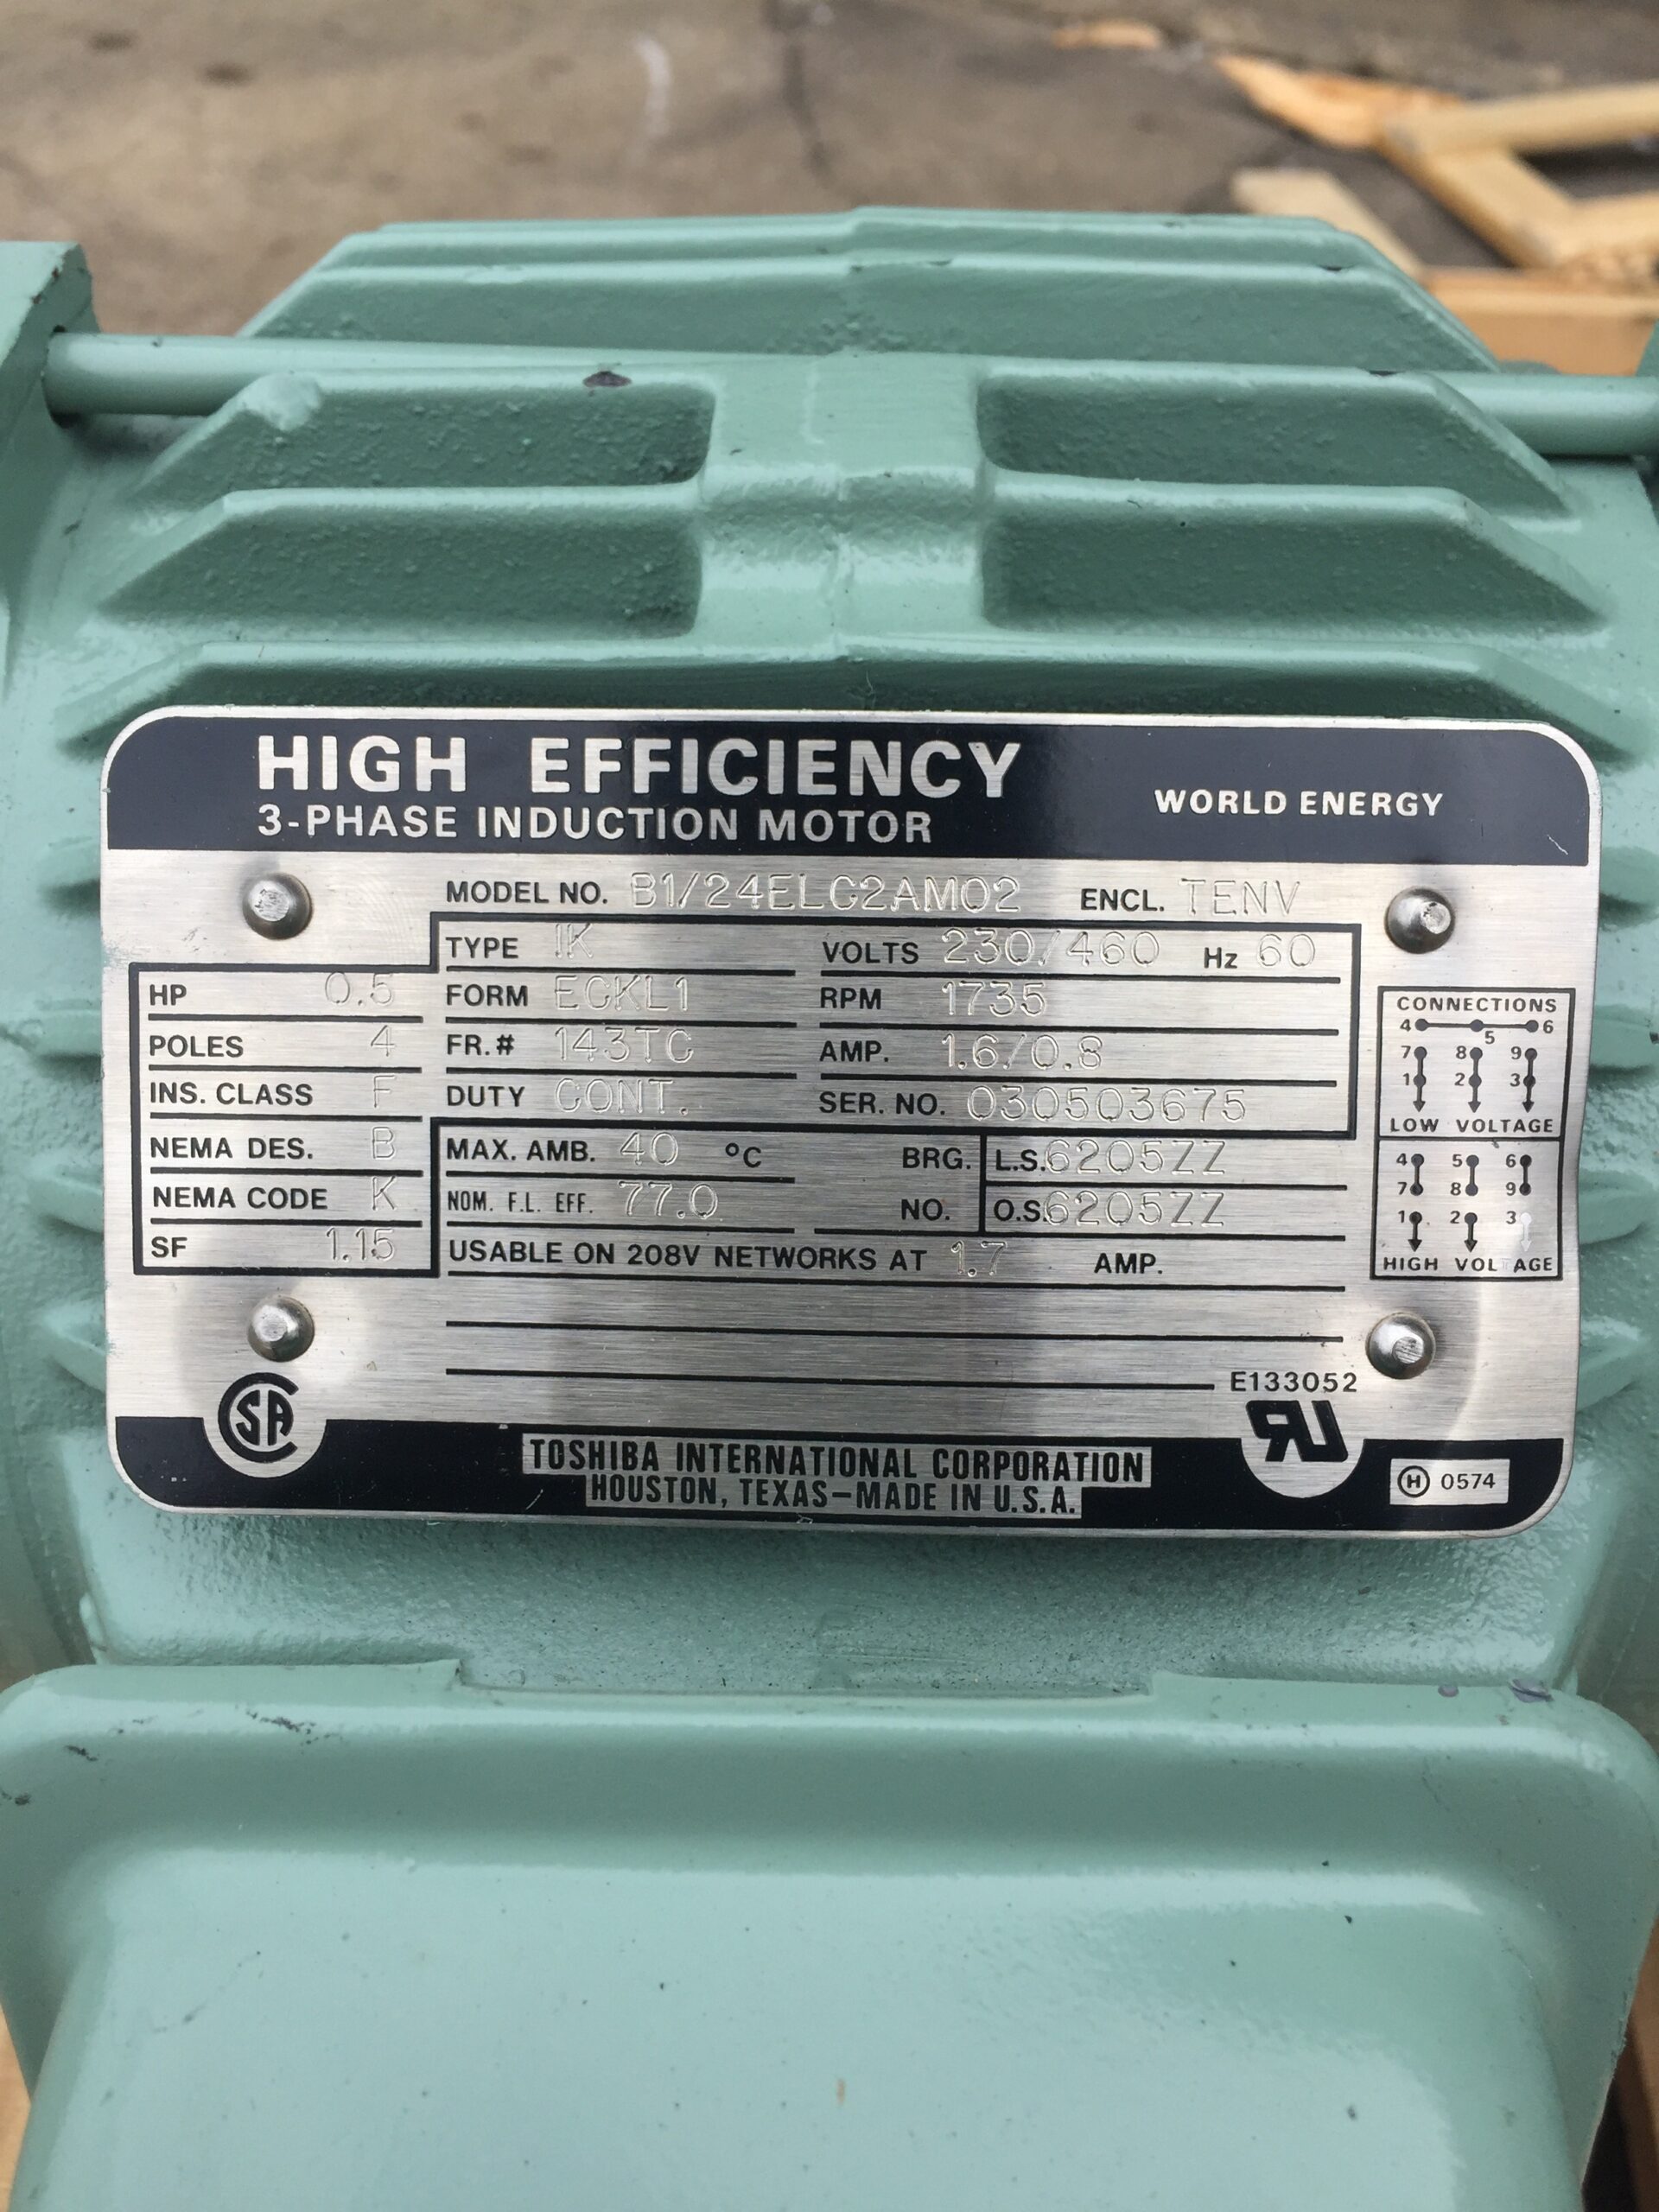 HIGH EFFICIENCY
3-PHASE INDUCTION MOTOR
WORLD ENERGY
MODEL NO. B1/24ELC2AM02 ENCL. TENV
TYPE IK VOLTS 230/460 Hz 60
HP 0.5 FORM ECKL1 RPM 1735
POLES 4 FR.# 143TC AMP. 1.6/0.8
INS. CLASS F DUTY CONT. SER. NO. 030503675
NEMA DES. B MAX. AMB. 40 °C BRG. L.S. 6205ZZ
NEMA CODE K NOM. F.L. EFF. 77.0 NO. O.S. 6205ZZ
SF 1.15 USABLE ON 208V NETWORKS AT 1.7 AMP.
CONNECTIONS
4 5 6
7 8 9
1 2 3
LOW VOLTAGE
4 5 6
7 8 9
1 2 3
HIGH VOL AGE
E133052
CSA
UR
TOSHIBA INTERNATIONAL CORPORATION
HOUSTON, TEXAS-MADE IN U.S.A.
H 0574